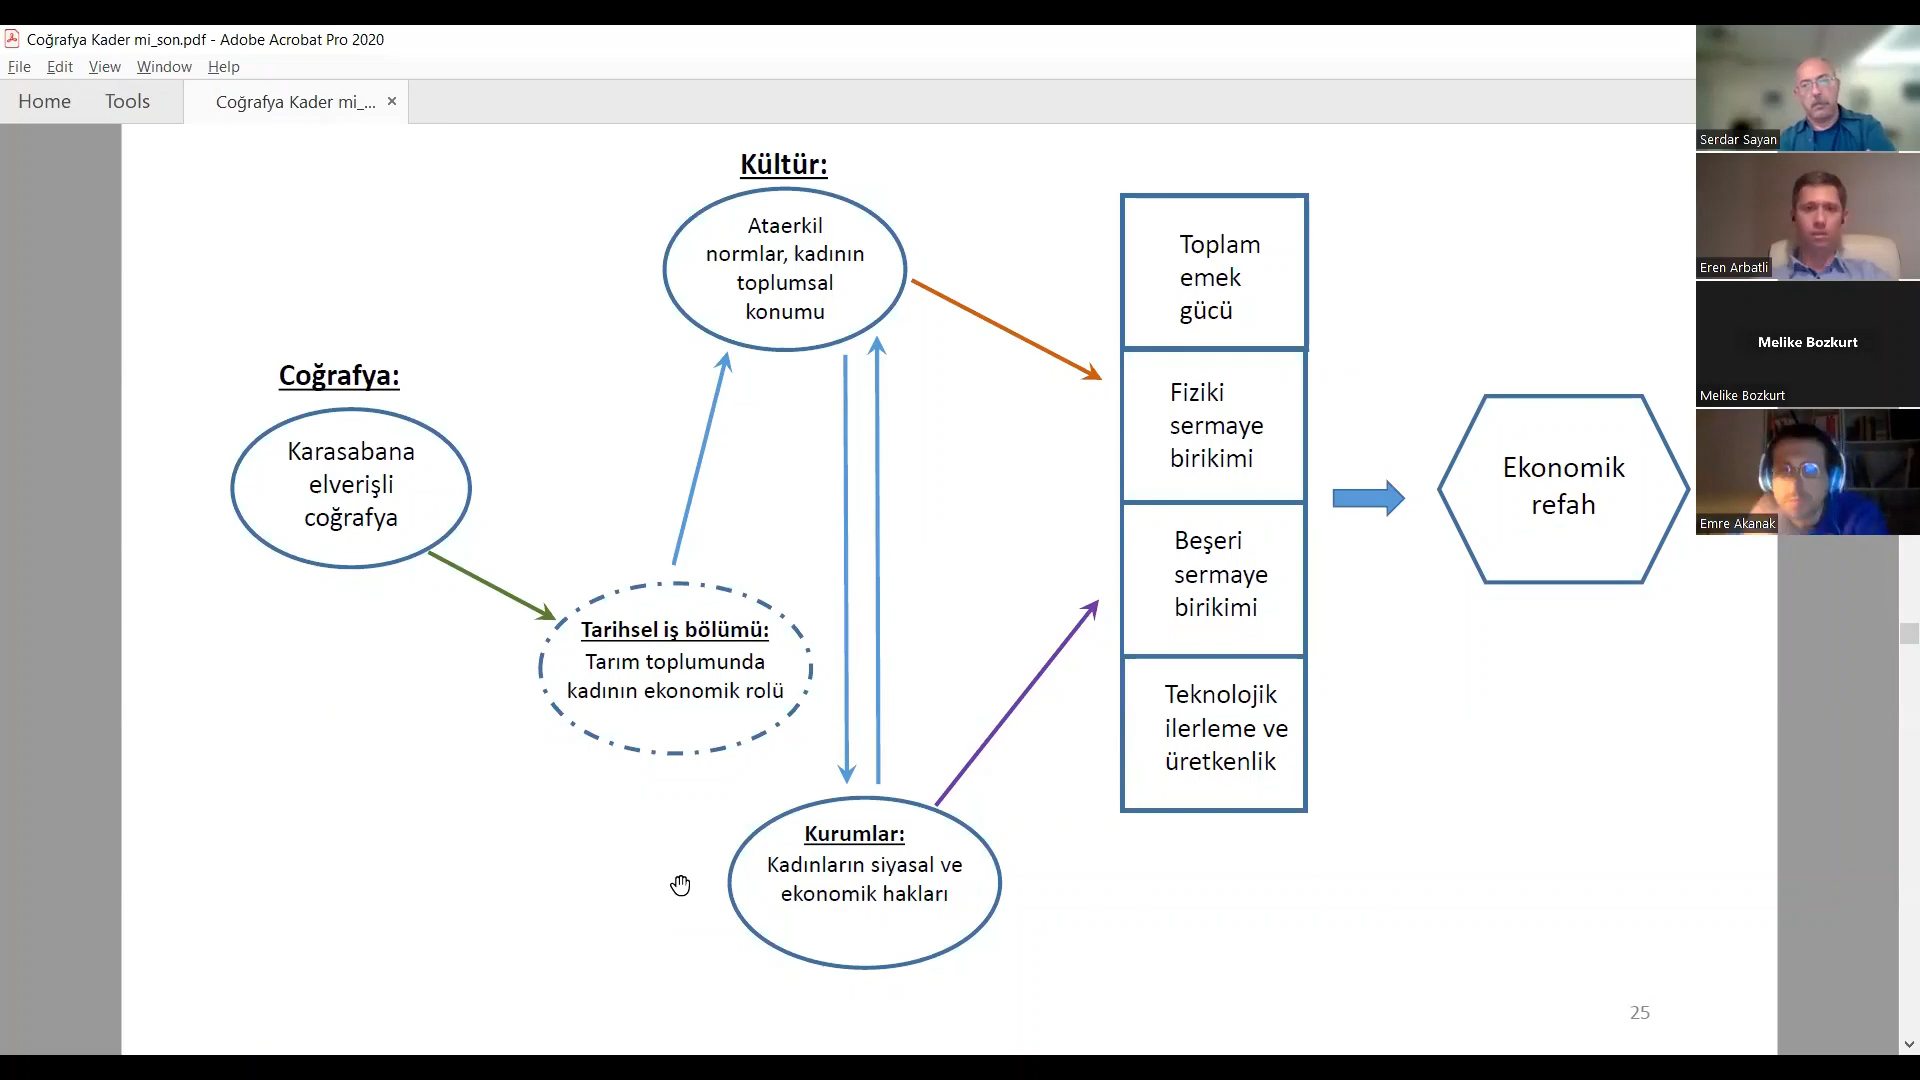 Coğrafya Kader mi_son.pdf - Adobe Acrobat Pro 2020
File Edit View Window Help
Home Tools Coğrafya Kader mi_... ×
Kültür:
Ataerkil
normlar, kadının
toplumsal
konumu
Coğrafya:
Karasabana
elverişli
coğrafya
Tarihsel iş bölümü:
Tarım toplumunda
kadının ekonomik rolü
Kurumlar:
Kadınların siyasal ve
ekonomik hakları
Toplam
emek
gücü
Fiziki
sermaye
birikimi
Beşeri
sermaye
birikimi
Teknolojik
ilerleme ve
üretkenlik
Ekonomik
refah
25
Serdar Sayan
Eren Arbatli
Melike Bozkurt
Melike Bozkurt
Emre Akanak